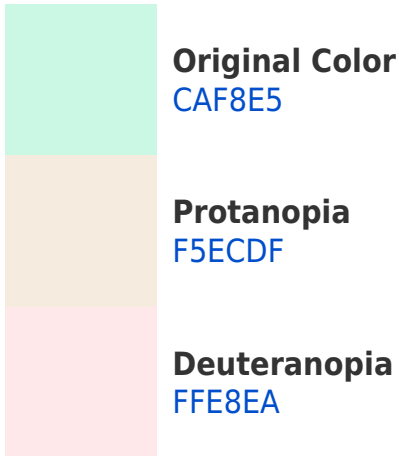 Original Color
CAF8E5
Protanopia
F5ECDF
Deuteranopia
FFE8EA